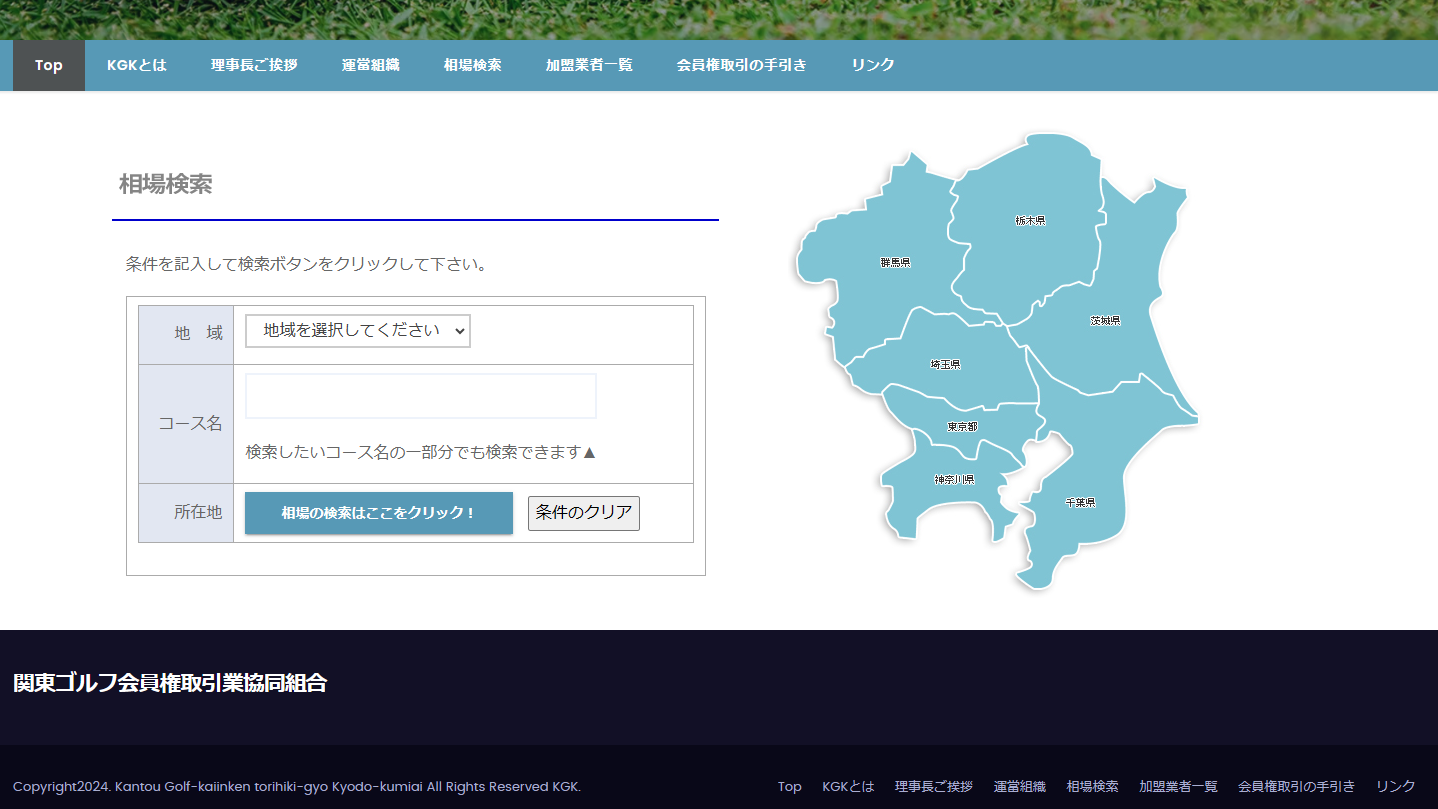 Top KGKとは 理事長ご挨拶 運営組織 相場検索 加盟業者一覧 会員権取引の手引き リンク
相場検索
条件を記入して検索ボタンをクリックして下さい。
地　域 地域を選択してください
コース名
検索したいコース名の一部分でも検索できます▲
所在地 相場の検索はここをクリック！ 条件のクリア
栃木県
群馬県
茨城県
埼玉県
東京都
神奈川県
千葉県
関東ゴルフ会員権取引業協同組合
Copyright2024. Kantou Golf-kaiinken torihiki-gyo Kyodo-kumiai All Rights Reserved KGK.
Top KGKとは 理事長ご挨拶 運営組織 相場検索 加盟業者一覧 会員権取引の手引き リンク